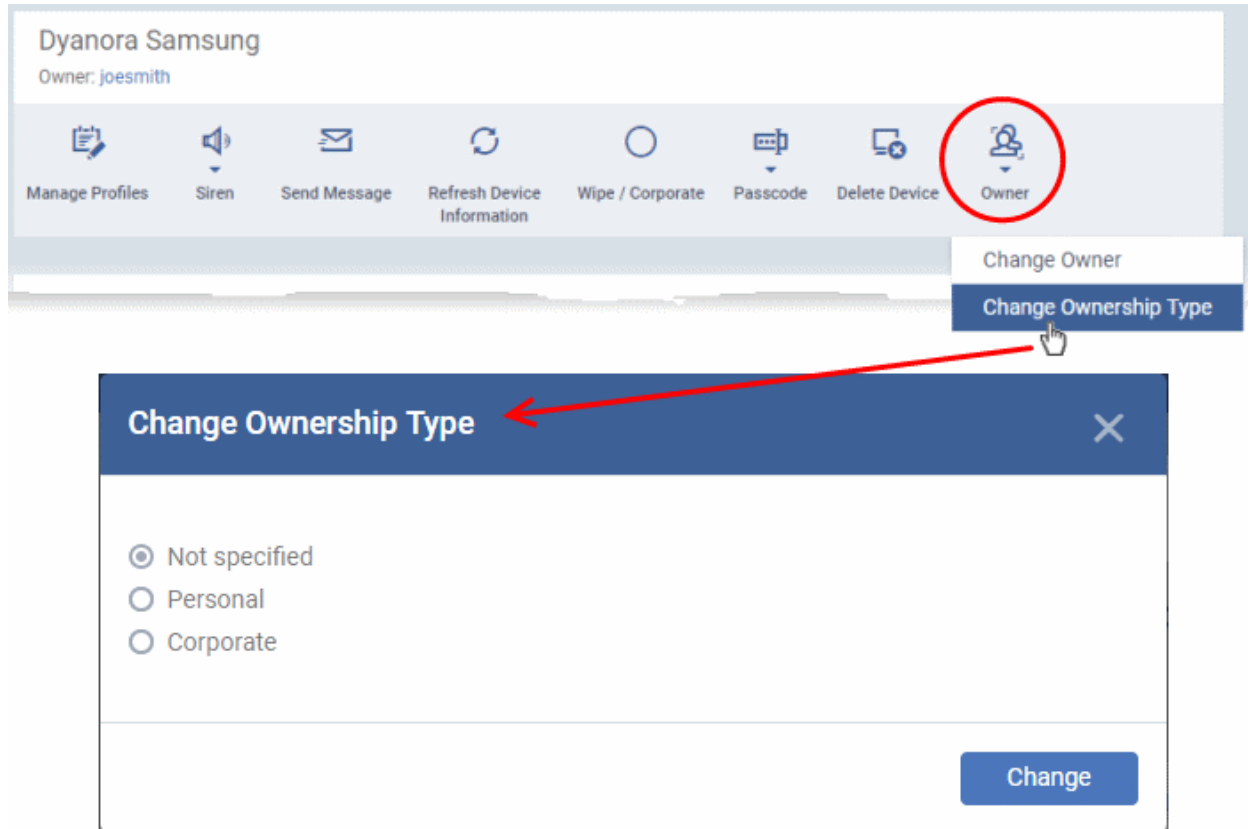 Dyanora Samsung
Owner: joesmith
Manage Profiles
Siren
Send Message
Refresh Device
Information
Wipe / Corporate
Passcode
Delete Device
Owner
Change Owner
Change Ownership Type
Change Ownership Type
Not specified
Personal
Corporate
Change